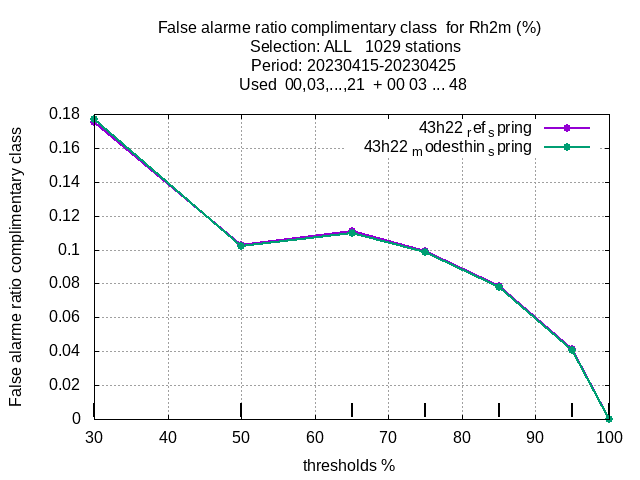 False alarme ratio complimentary class  for Rh2m (%)
Selection: ALL   1029 stations
Period: 20230415-20230425
Used  00,03,...,21  + 00 03 ... 48
False alarme ratio complimentary class
0.18
0.16
0.14
0.12
0.1
0.08
0.06
0.04
0.02
0
43h22 ref spring
43h22 modesthin spring
30 40 50 60 70 80 90 100
thresholds %